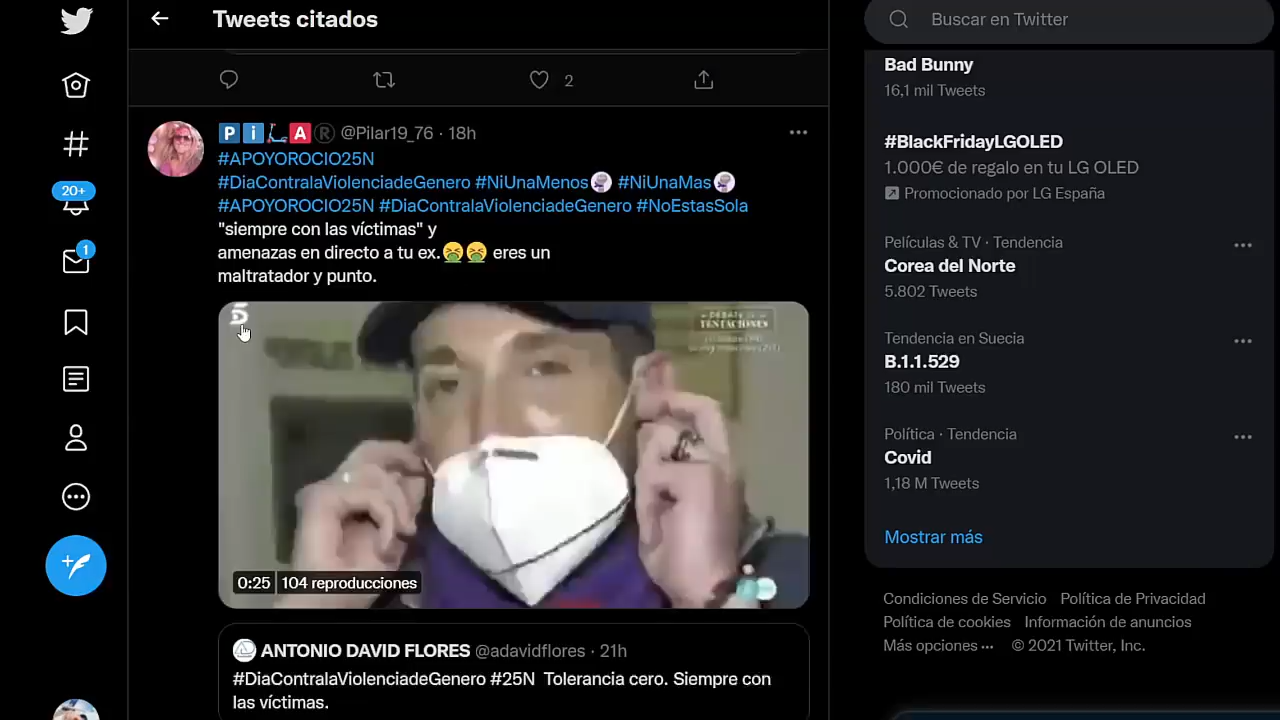 Tweets citados
Buscar en Twitter
2
PiLAR @Pilar19_76 · 18h
#APOYOROCIO25N
#DiaContralaViolenciadeGenero #NiUnaMenos #NiUnaMas
#APOYOROCIO25N #DiaContralaViolenciadeGenero #NoEstasSola
"siempre con las víctimas" y
amenazas en directo a tu ex. eres un
maltratador y punto.
5
TENTACIONES
0:25 104 reproducciones
ANTONIO DAVID FLORES @adavidflores · 21h
#DiaContralaViolenciadeGenero #25N Tolerancia cero. Siempre con
las víctimas.
20+
1
Bad Bunny
16,1 mil Tweets
#BlackFridayLGOLED
1.000€ de regalo en tu LG OLED
Promocionado por LG España
Películas & TV · Tendencia
Corea del Norte
5.802 Tweets
Tendencia en Suecia
B.1.1.529
180 mil Tweets
Política · Tendencia
Covid
1,18 M Tweets
Mostrar más
Condiciones de Servicio Política de Privacidad
Política de cookies Información de anuncios
Más opciones ··· © 2021 Twitter, Inc.